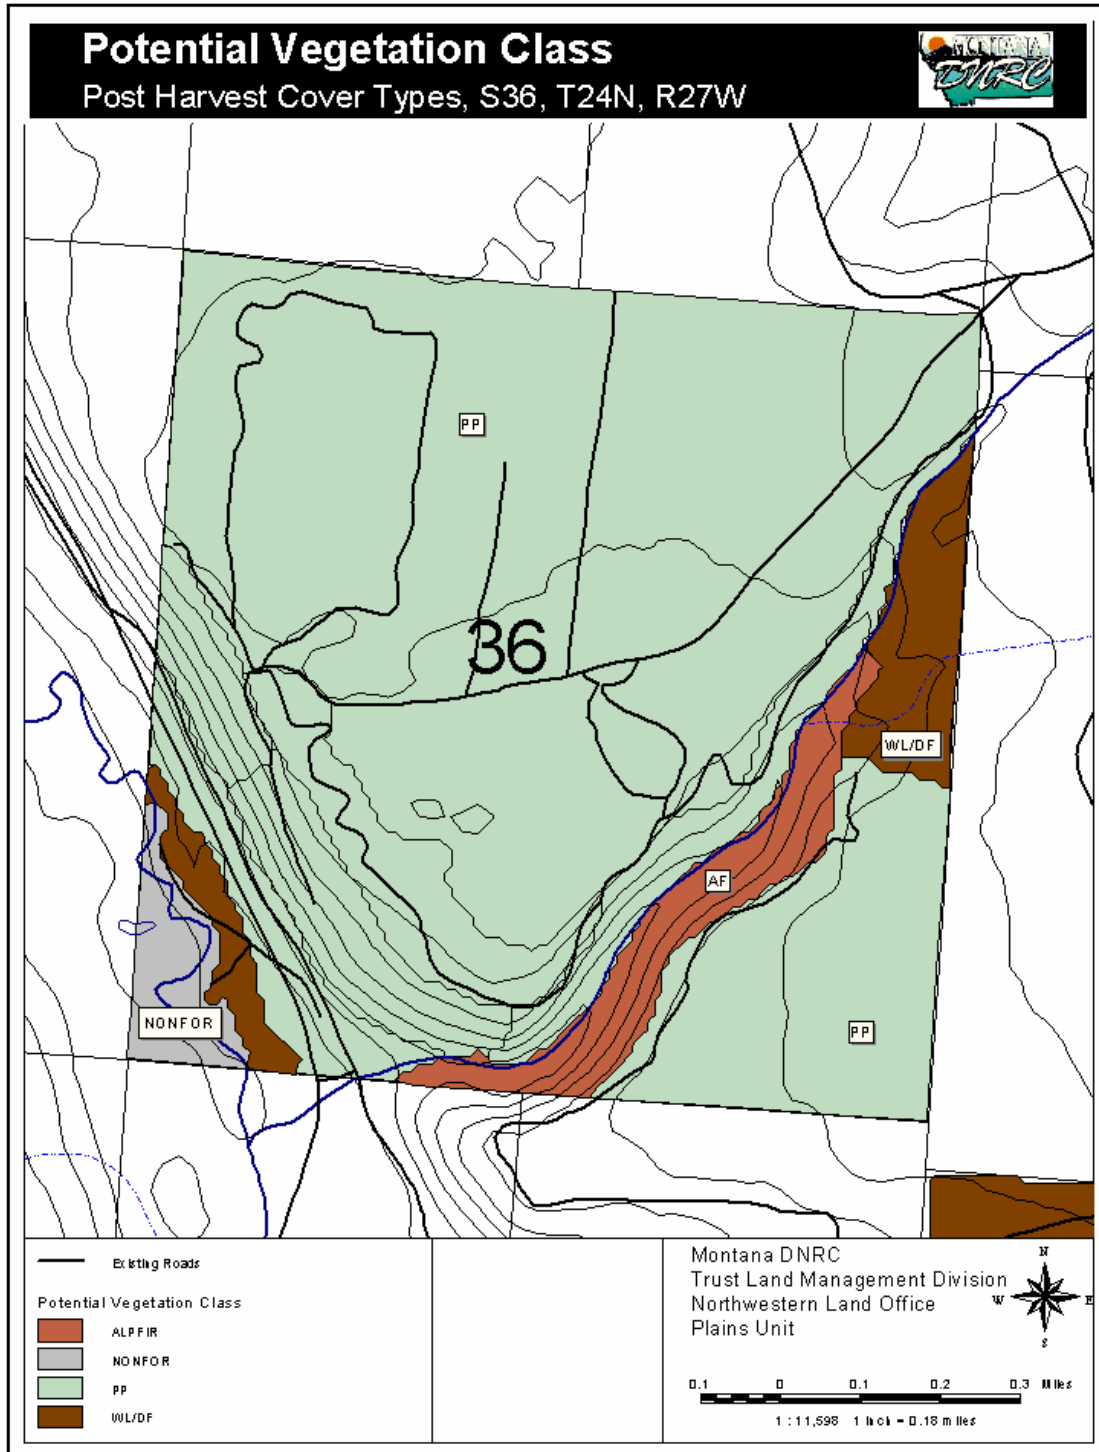 Potential Vegetation Class
Post Harvest Cover Types, S36, T24N, R27W
MONTANA
DNRC
PP
36
WL/DF
AF
NONFOR
PP
Existing Roads
Potential Vegetation Class
ALPFIR
NONFOR
PP
WL/DF
Montana DNRC
Trust Land Management Division
Northwestern Land Office
Plains Unit
N
W E
S
0.1 0 0.1 0.2 0.3 Miles
1 : 11,598 1 Inch = 0.18 miles